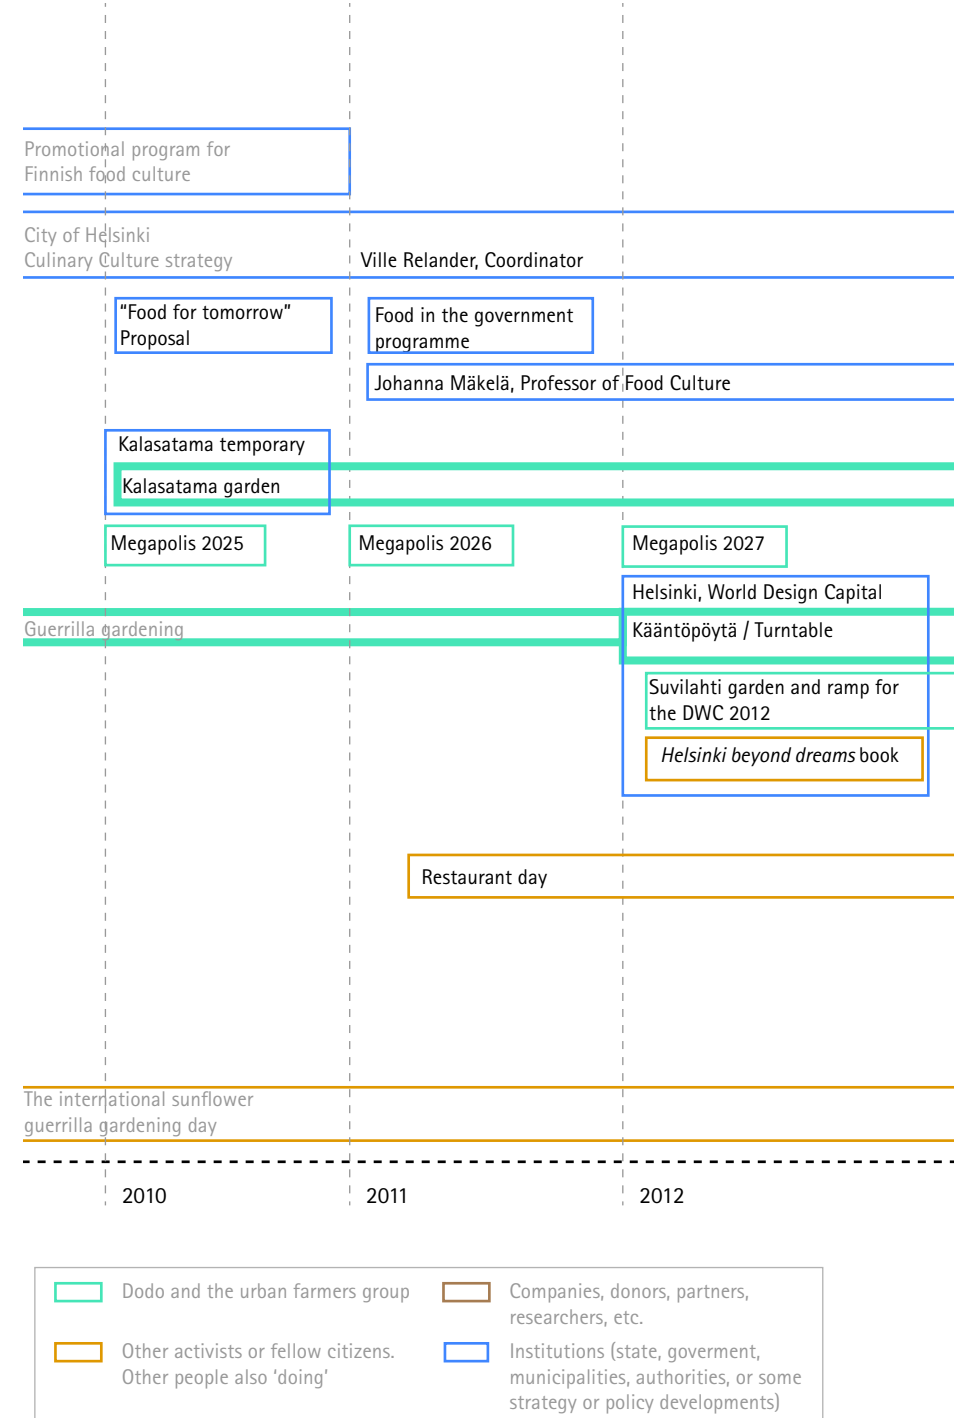 Promotional program for
Finnish food culture
City of Helsinki
Culinary Culture strategy
Ville Relander, Coordinator
“Food for tomorrow”
Proposal
Food in the government
programme
Johanna Mäkelä, Professor of Food Culture
Kalasatama temporary
Kalasatama garden
Megapolis 2025
Megapolis 2026
Megapolis 2027
Helsinki, World Design Capital
Guerrilla gardening
Kääntöpöytä / Turntable
Suvilahti garden and ramp for
the DWC 2012
Helsinki beyond dreams book
Restaurant day
The international sunflower
guerrilla gardening day
2010
2011
2012
Dodo and the urban farmers group
Companies, donors, partners,
researchers, etc.
Other activists or fellow citizens.
Other people also ‘doing’
Institutions (state, goverment,
municipalities, authorities, or some
strategy or policy developments)